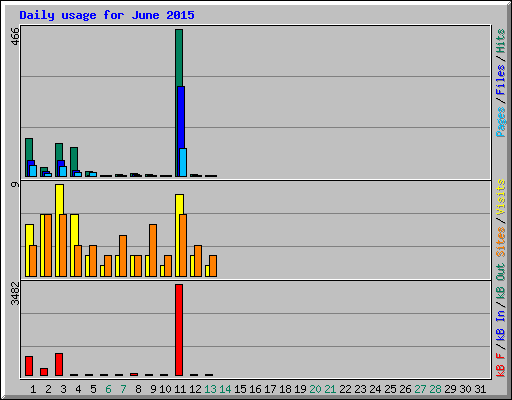 Daily usage for June 2015
466
9
3482
Pages / Files / Hits
Sites / Visits
kB F / kB In / kB Out
1 2 3 4 5 6 7 8 9 10 11 12 13 14 15 16 17 18 19 20 21 22 23 24 25 26 27 28 29 30 31